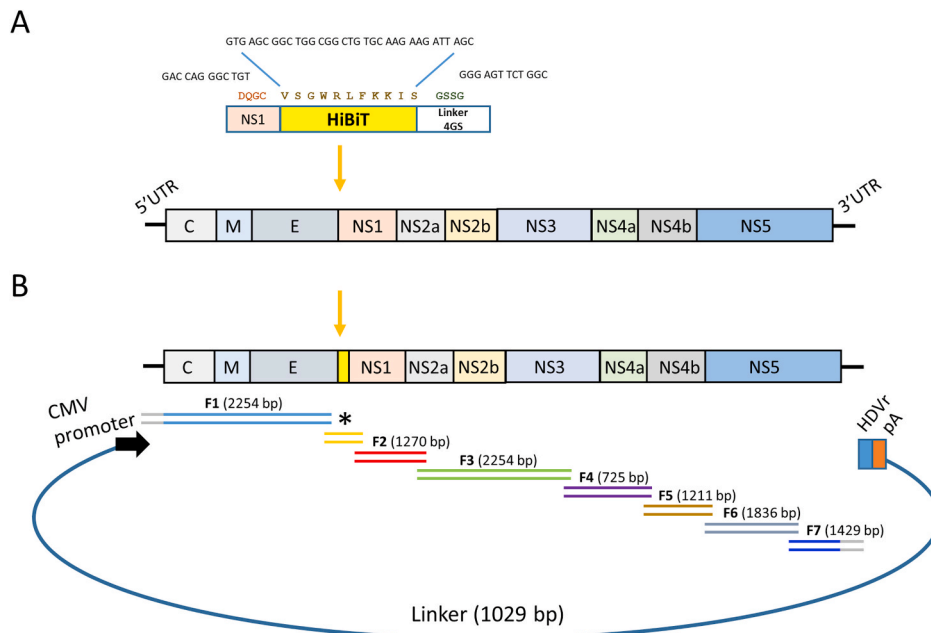 A
GTG AGC GGC TGG CGG CTG TGC AAG AAG ATT AGC
GAC CAG GGC TGT
GGG AGT TCT GGC
DQGC V S G W R L F K K I S GSSG
NS1 HiBiT Linker
4GS
5'UTR
3'UTR
C M E NS1 NS2a NS2b NS3 NS4a NS4b NS5
B
C M E NS1 NS2a NS2b NS3 NS4a NS4b NS5
CMV
promoter
F1 (2254 bp)
*
F2 (1270 bp)
F3 (2254 bp)
F4 (725 bp)
F5 (1211 bp)
F6 (1836 bp)
F7 (1429 bp)
HDVr
pA
Linker (1029 bp)